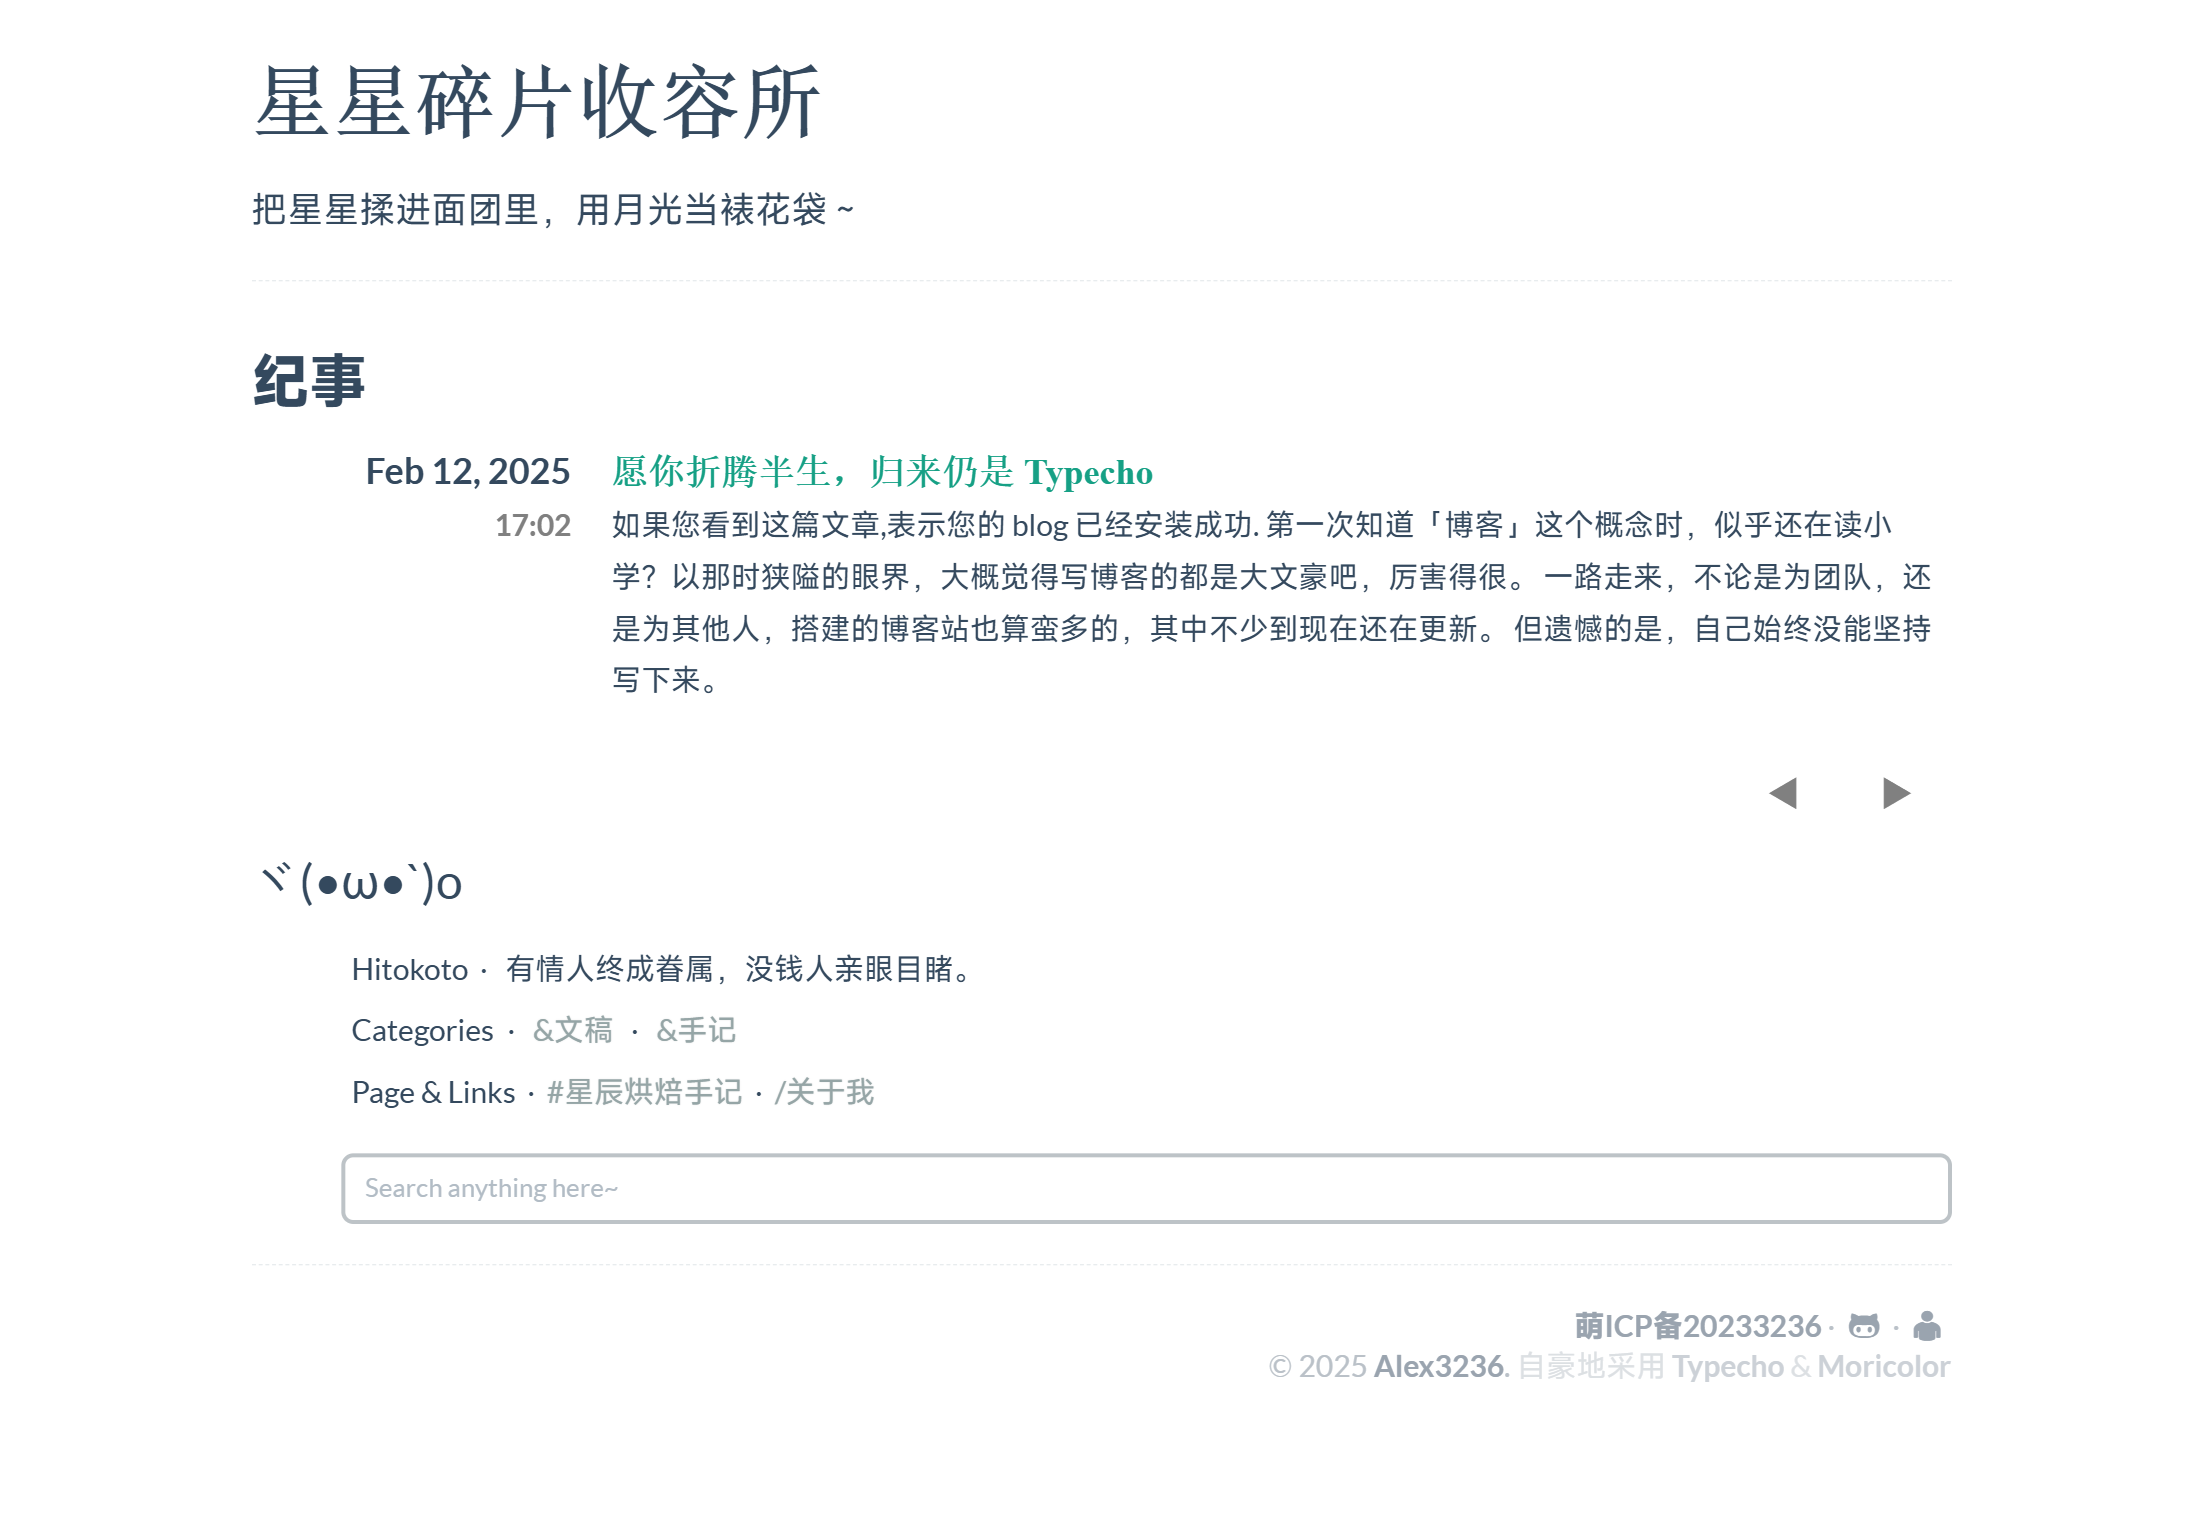 星星碎片收容所
把星星揉进面团里，用月光当裱花袋 ~
纪事
Feb 12, 2025
愿你折腾半生，归来仍是 Typecho
17:02
如果您看到这篇文章,表示您的 blog 已经安装成功. 第一次知道「博客」这个概念时，似乎还在读小
学？以那时狭隘的眼界，大概觉得写博客的都是大文豪吧，厉害得很。 一路走来，不论是为团队，还
是为其他人，搭建的博客站也算蛮多的，其中不少到现在还在更新。 但遗憾的是，自己始终没能坚持
写下来。
◀ ▶
ヾ(●ω●`)o
Hitokoto · 有情人终成眷属，没钱人亲眼目睹。
Categories · &文稿 · &手记
Page & Links · #星辰烘焙手记 · /关于我
Search anything here~
萌ICP备20233236 · ·
© 2025 Alex3236. 自豪地采用 Typecho & Moricolor